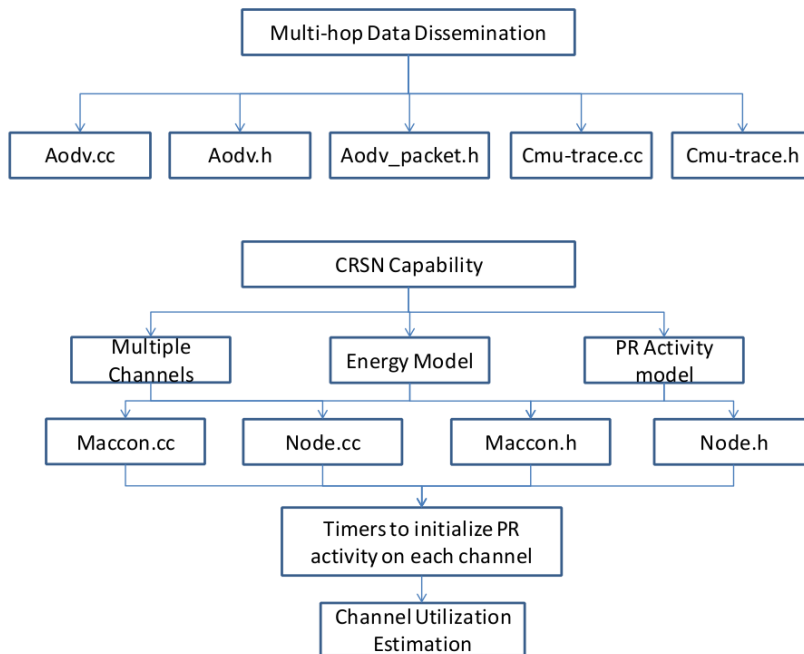 Multi-hop Data Dissemination
Aodv.cc
Aodv.h
Aodv_packet.h
Cmu-trace.cc
Cmu-trace.h
CRSN Capability
Multiple
Channels
Energy Model
PR Activity
model
Maccon.cc
Node.cc
Maccon.h
Node.h
Timers to initialize PR
activity on each channel
Channel Utilization
Estimation